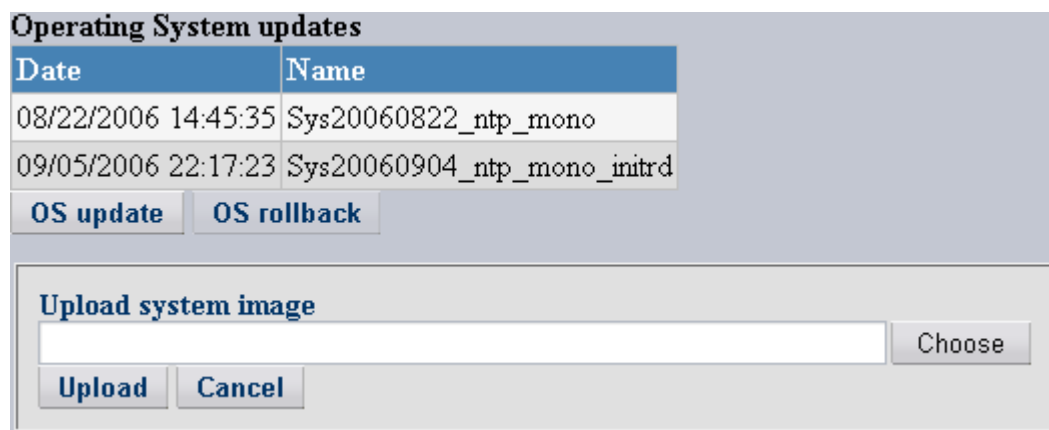 Operating System updates
Date Name
08/22/2006 14:45:35 Sys20060822_ntp_mono
09/05/2006 22:17:23 Sys20060904_ntp_mono_initrd
OS update OS rollback
Upload system image
Choose
Upload Cancel